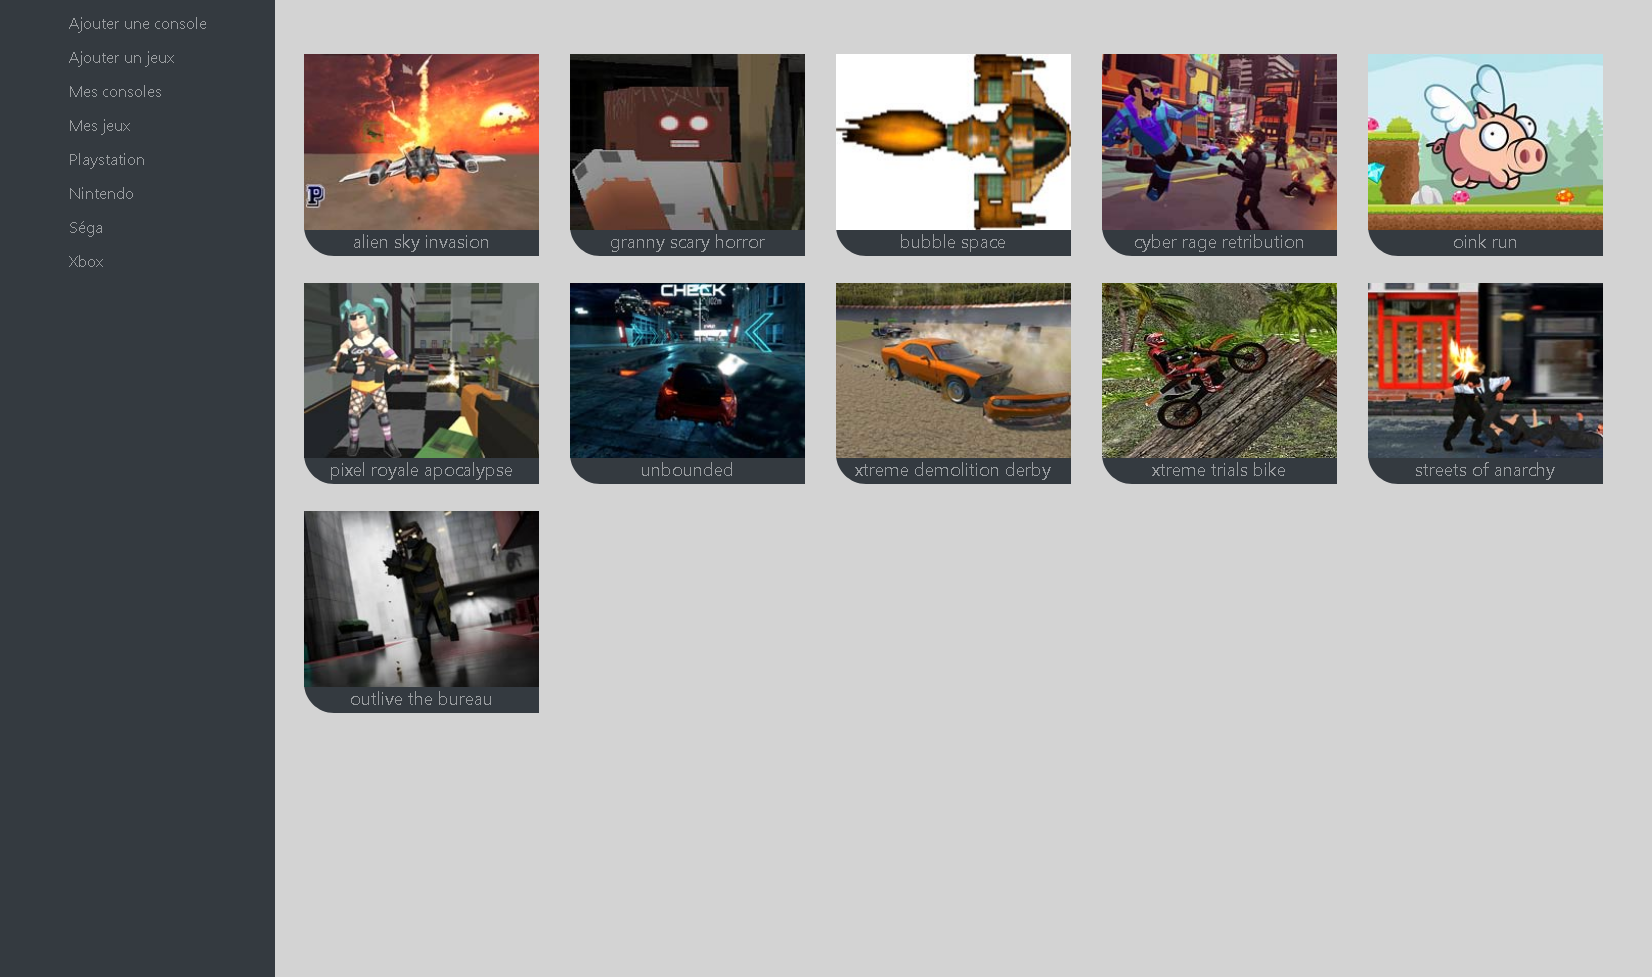 Ajouter une console
Ajouter un jeux
Mes consoles
Mes jeux
Playstation
Nintendo
Séga
Xbox
P
alien sky invasion
granny scary horror
bubble space
cyber rage retribution
oink run
CHECK
pixel royale apocalypse
unbounded
xtreme demolition derby
xtreme trials bike
streets of anarchy
outlive the bureau